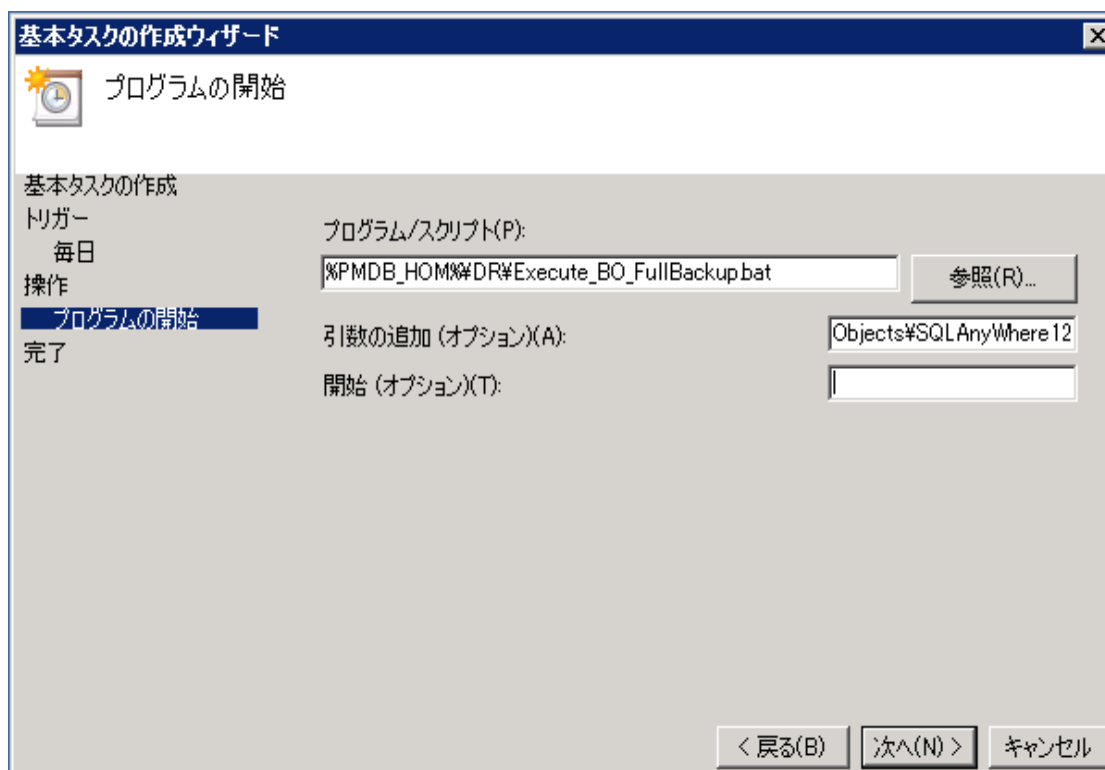 基本タスクの作成ウィザード
プログラムの開始
基本タスクの作成
トリガー
毎日
操作
プログラムの開始
完了
プログラム/スクリプト(P):
%PMDB_HOM%¥DR¥Execute_BO_FullBackup.bat
参照(R)...
引数の追加 (オプション)(A):
Objects¥SQLAnyWhere12
開始 (オプション)(T):
< 戻る(B)
次へ(N) >
キャンセル